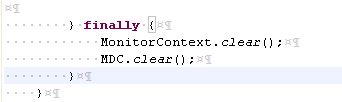 } finally {
MonitorContext.clear();
MDC.clear();
}
}